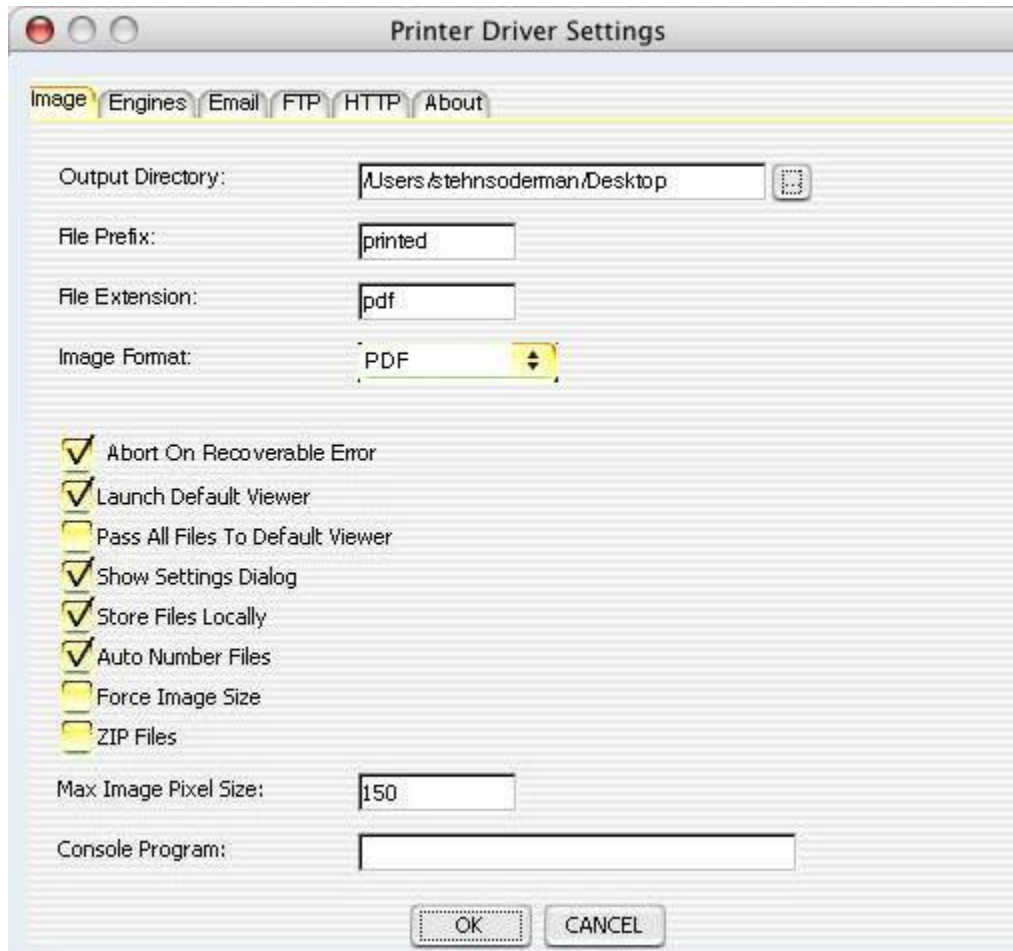 Printer Driver Settings
Image Engines Email FTP HTTP About
Output Directory: /Users/stehnsoderman/Desktop ...
File Prefix: printed
File Extension: pdf
Image Format: PDF
Abort On Recoverable Error
Launch Default Viewer
Pass All Files To Default Viewer
Show Settings Dialog
Store Files Locally
Auto Number Files
Force Image Size
ZIP Files
Max Image Pixel Size: 150
Console Program:
OK CANCEL